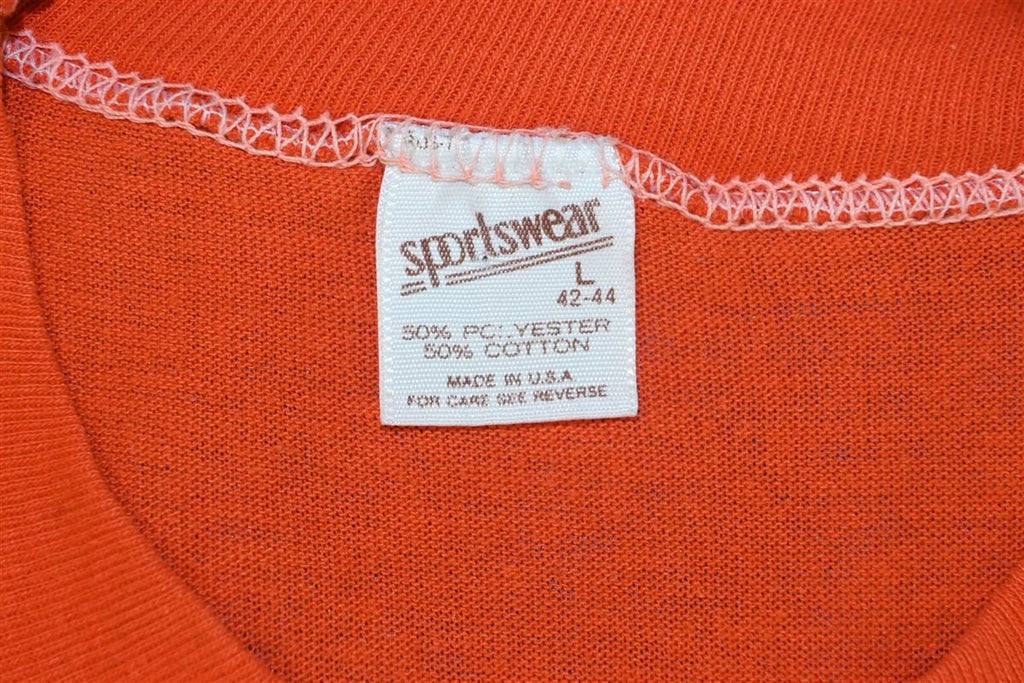 sportswear
L
42-44
50% POLYESTER
50% COTTON
MADE IN U.S.A
FOR CARE SEE REVERSE